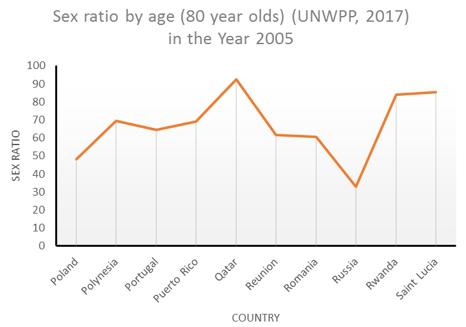 Sex ratio by age (80 year olds) (UNWPP, 2017)
in the Year 2005
100
90
80
70
60
50
40
30
20
10
0
SEX RATIO
Poland
Polynesia
Portugal
Puerto Rico
Qatar
Reunion
Romania
Russia
Rwanda
Saint Lucia
COUNTRY